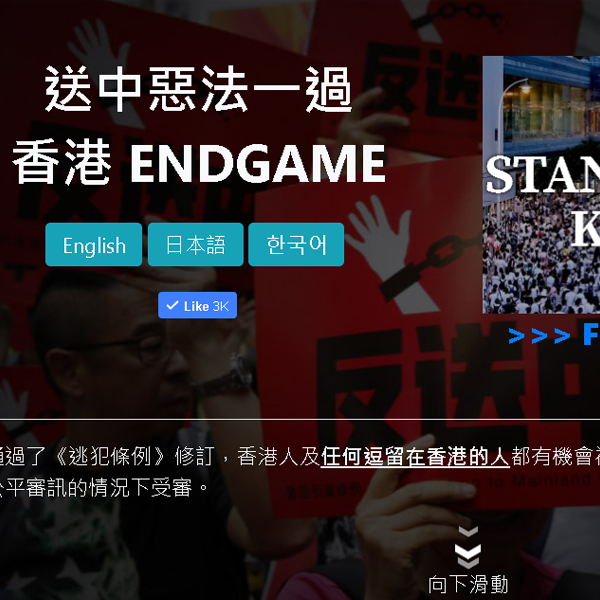 送中惡法一過
香港 ENDGAME
English
日本語
한국어
Like 3K
STAN
K
>>> F
反送中
反送中
通過了《逃犯條例》修訂，香港人及任何逗留在香港的人都有機會被
公平審訊的情況下受審。
to Mainland
向下滑動